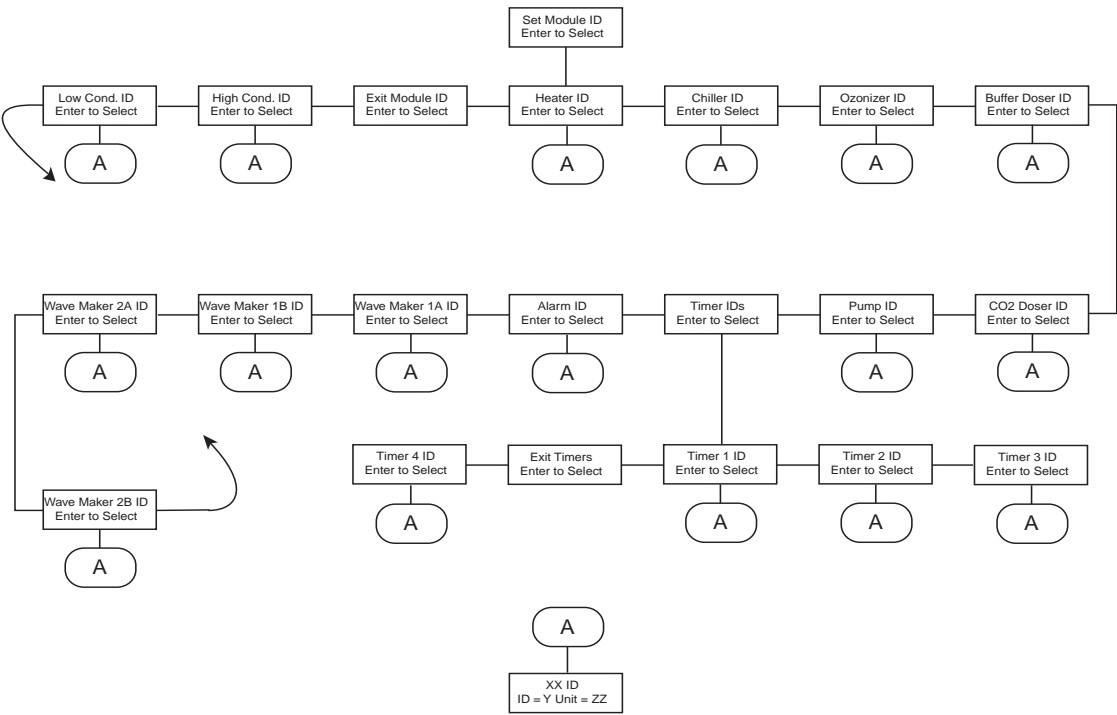 Set Module ID
Enter to Select
Low Cond. ID
Enter to Select
High Cond. ID
Enter to Select
Exit Module ID
Enter to Select
Heater ID
Enter to Select
Chiller ID
Enter to Select
Ozonizer ID
Enter to Select
Buffer Doser ID
Enter to Select
A
A
A
A
A
A
Wave Maker 2A ID
Enter to Select
Wave Maker 1B ID
Enter to Select
Wave Maker 1A ID
Enter to Select
Alarm ID
Enter to Select
Timer IDs
Enter to Select
Pump ID
Enter to Select
CO2 Doser ID
Enter to Select
A
A
A
A
A
A
Timer 4 ID
Enter to Select
Exit Timers
Enter to Select
Timer 1 ID
Enter to Select
Timer 2 ID
Enter to Select
Timer 3 ID
Enter to Select
A
A
A
A
Wave Maker 2B ID
Enter to Select
A
A
XX ID
ID = Y Unit = ZZ